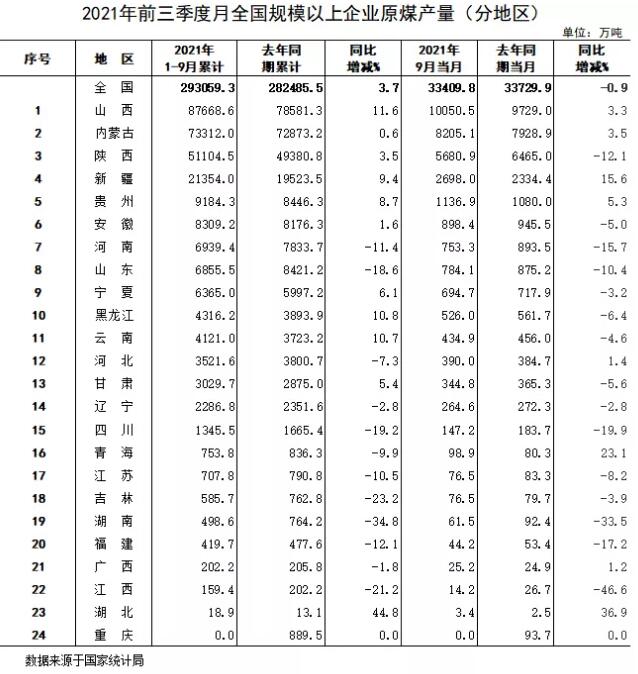 2021年前三季度月全国规模以上企业原煤产量（分地区）
单位：万吨
序号 地 区 2021年1-9月累计 去年同期累计 同比增减% 2021年9月当月 去年同期当月 同比增减%
全 国 293059.3 282485.5 3.7 33409.8 33729.9 -0.9
1 山 西 87668.6 78581.3 11.6 10050.5 9729.0 3.3
2 内蒙古 73312.0 72873.2 0.6 8205.1 7928.9 3.5
3 陕 西 51104.5 49380.8 3.5 5680.9 6465.0 -12.1
4 新 疆 21354.0 19523.5 9.4 2698.0 2334.4 15.6
5 贵 州 9184.3 8446.3 8.7 1136.9 1080.0 5.3
6 安 徽 8309.2 8176.3 1.6 898.4 945.5 -5.0
7 河 南 6939.4 7833.7 -11.4 753.3 893.5 -15.7
8 山 东 6855.5 8421.2 -18.6 784.1 875.2 -10.4
9 宁 夏 6365.0 5997.2 6.1 694.7 717.9 -3.2
10 黑龙江 4316.2 3893.9 10.8 526.0 561.7 -6.4
11 云 南 4121.0 3723.2 10.7 434.9 456.0 -4.6
12 河 北 3521.6 3800.7 -7.3 390.0 384.7 1.4
13 甘 肃 3029.7 2875.0 5.4 344.8 365.3 -5.6
14 辽 宁 2286.8 2351.6 -2.8 264.6 272.3 -2.8
15 四 川 1345.5 1665.4 -19.2 147.2 183.7 -19.9
16 青 海 753.8 836.3 -9.9 98.9 80.3 23.1
17 江 苏 707.8 790.8 -10.5 76.5 83.3 -8.2
18 吉 林 585.7 762.8 -23.2 76.5 79.7 -3.9
19 湖 南 498.6 764.2 -34.8 61.5 92.4 -33.5
20 福 建 419.7 477.6 -12.1 44.2 53.4 -17.2
21 广 西 202.2 205.8 -1.8 25.2 24.9 1.2
22 江 西 159.4 202.2 -21.2 14.2 26.7 -46.6
23 湖 北 18.9 13.1 44.8 3.4 2.5 36.9
24 重 庆 0.0 889.5 0.0 0.0 93.7 0.0
数据来源于国家统计局